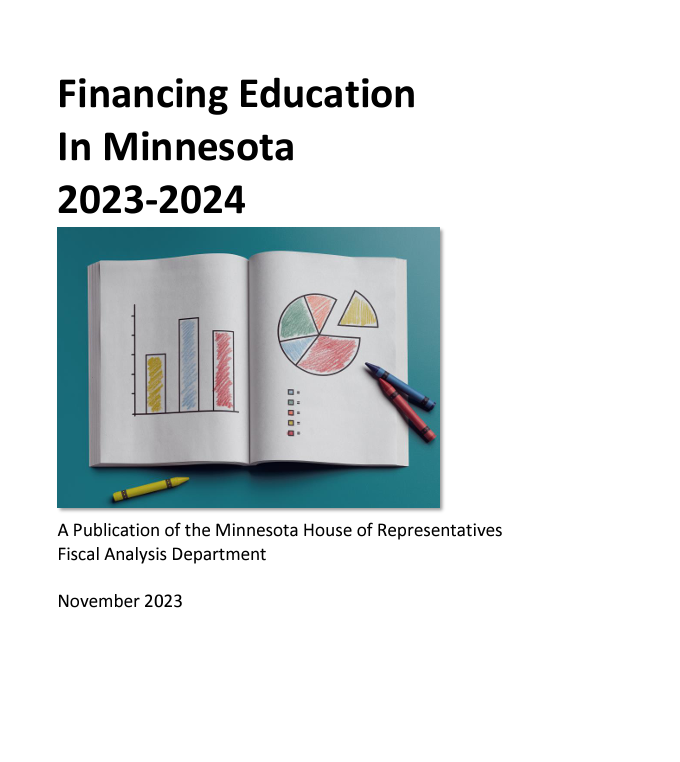 Financing Education
In Minnesota
2023-2024
A Publication of the Minnesota House of Representatives
Fiscal Analysis Department
November 2023